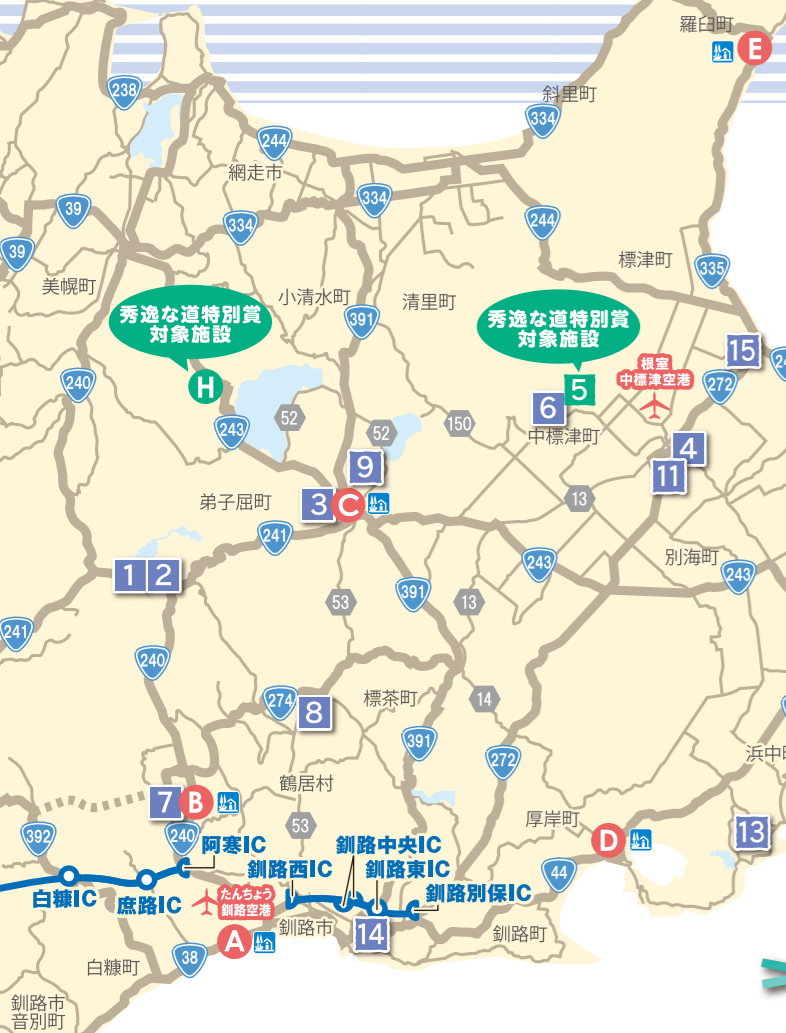 羅臼町
E
238
斜里町
334
244
網走市
39
334
334
244
39
標津町
335
美幌町
小清水町
清里町
秀逸な道特別賞
対象施設
391
秀逸な道特別賞
対象施設
15
根室
中標津空港
240
H
5
272
24
6
52
243
52
150
中標津町
4
9
11
弟子屈町
3
C
13
241
243
別海町
243
1
2
53
391
13
241
240
274
8
標茶町
14
391
272
浜中町
鶴居村
7
B
厚岸町
392
240
53
D
13
阿寒IC
釧路中央IC
釧路西IC
釧路東IC
44
白糠IC
庶路IC
たんちょう
釧路空港
釧路別保IC
釧路市
14
釧路町
A
白糠町
38
釧路市
音別町